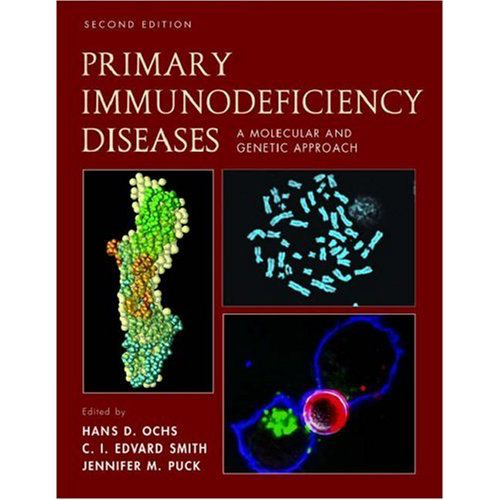 SECOND EDITION
PRIMARY
IMMUNODEFICIENCY
DISEASES
A MOLECULAR AND
GENETIC APPROACH
Edited by
HANS D. OCHS
C. I. EDVARD SMITH
JENNIFER M. PUCK